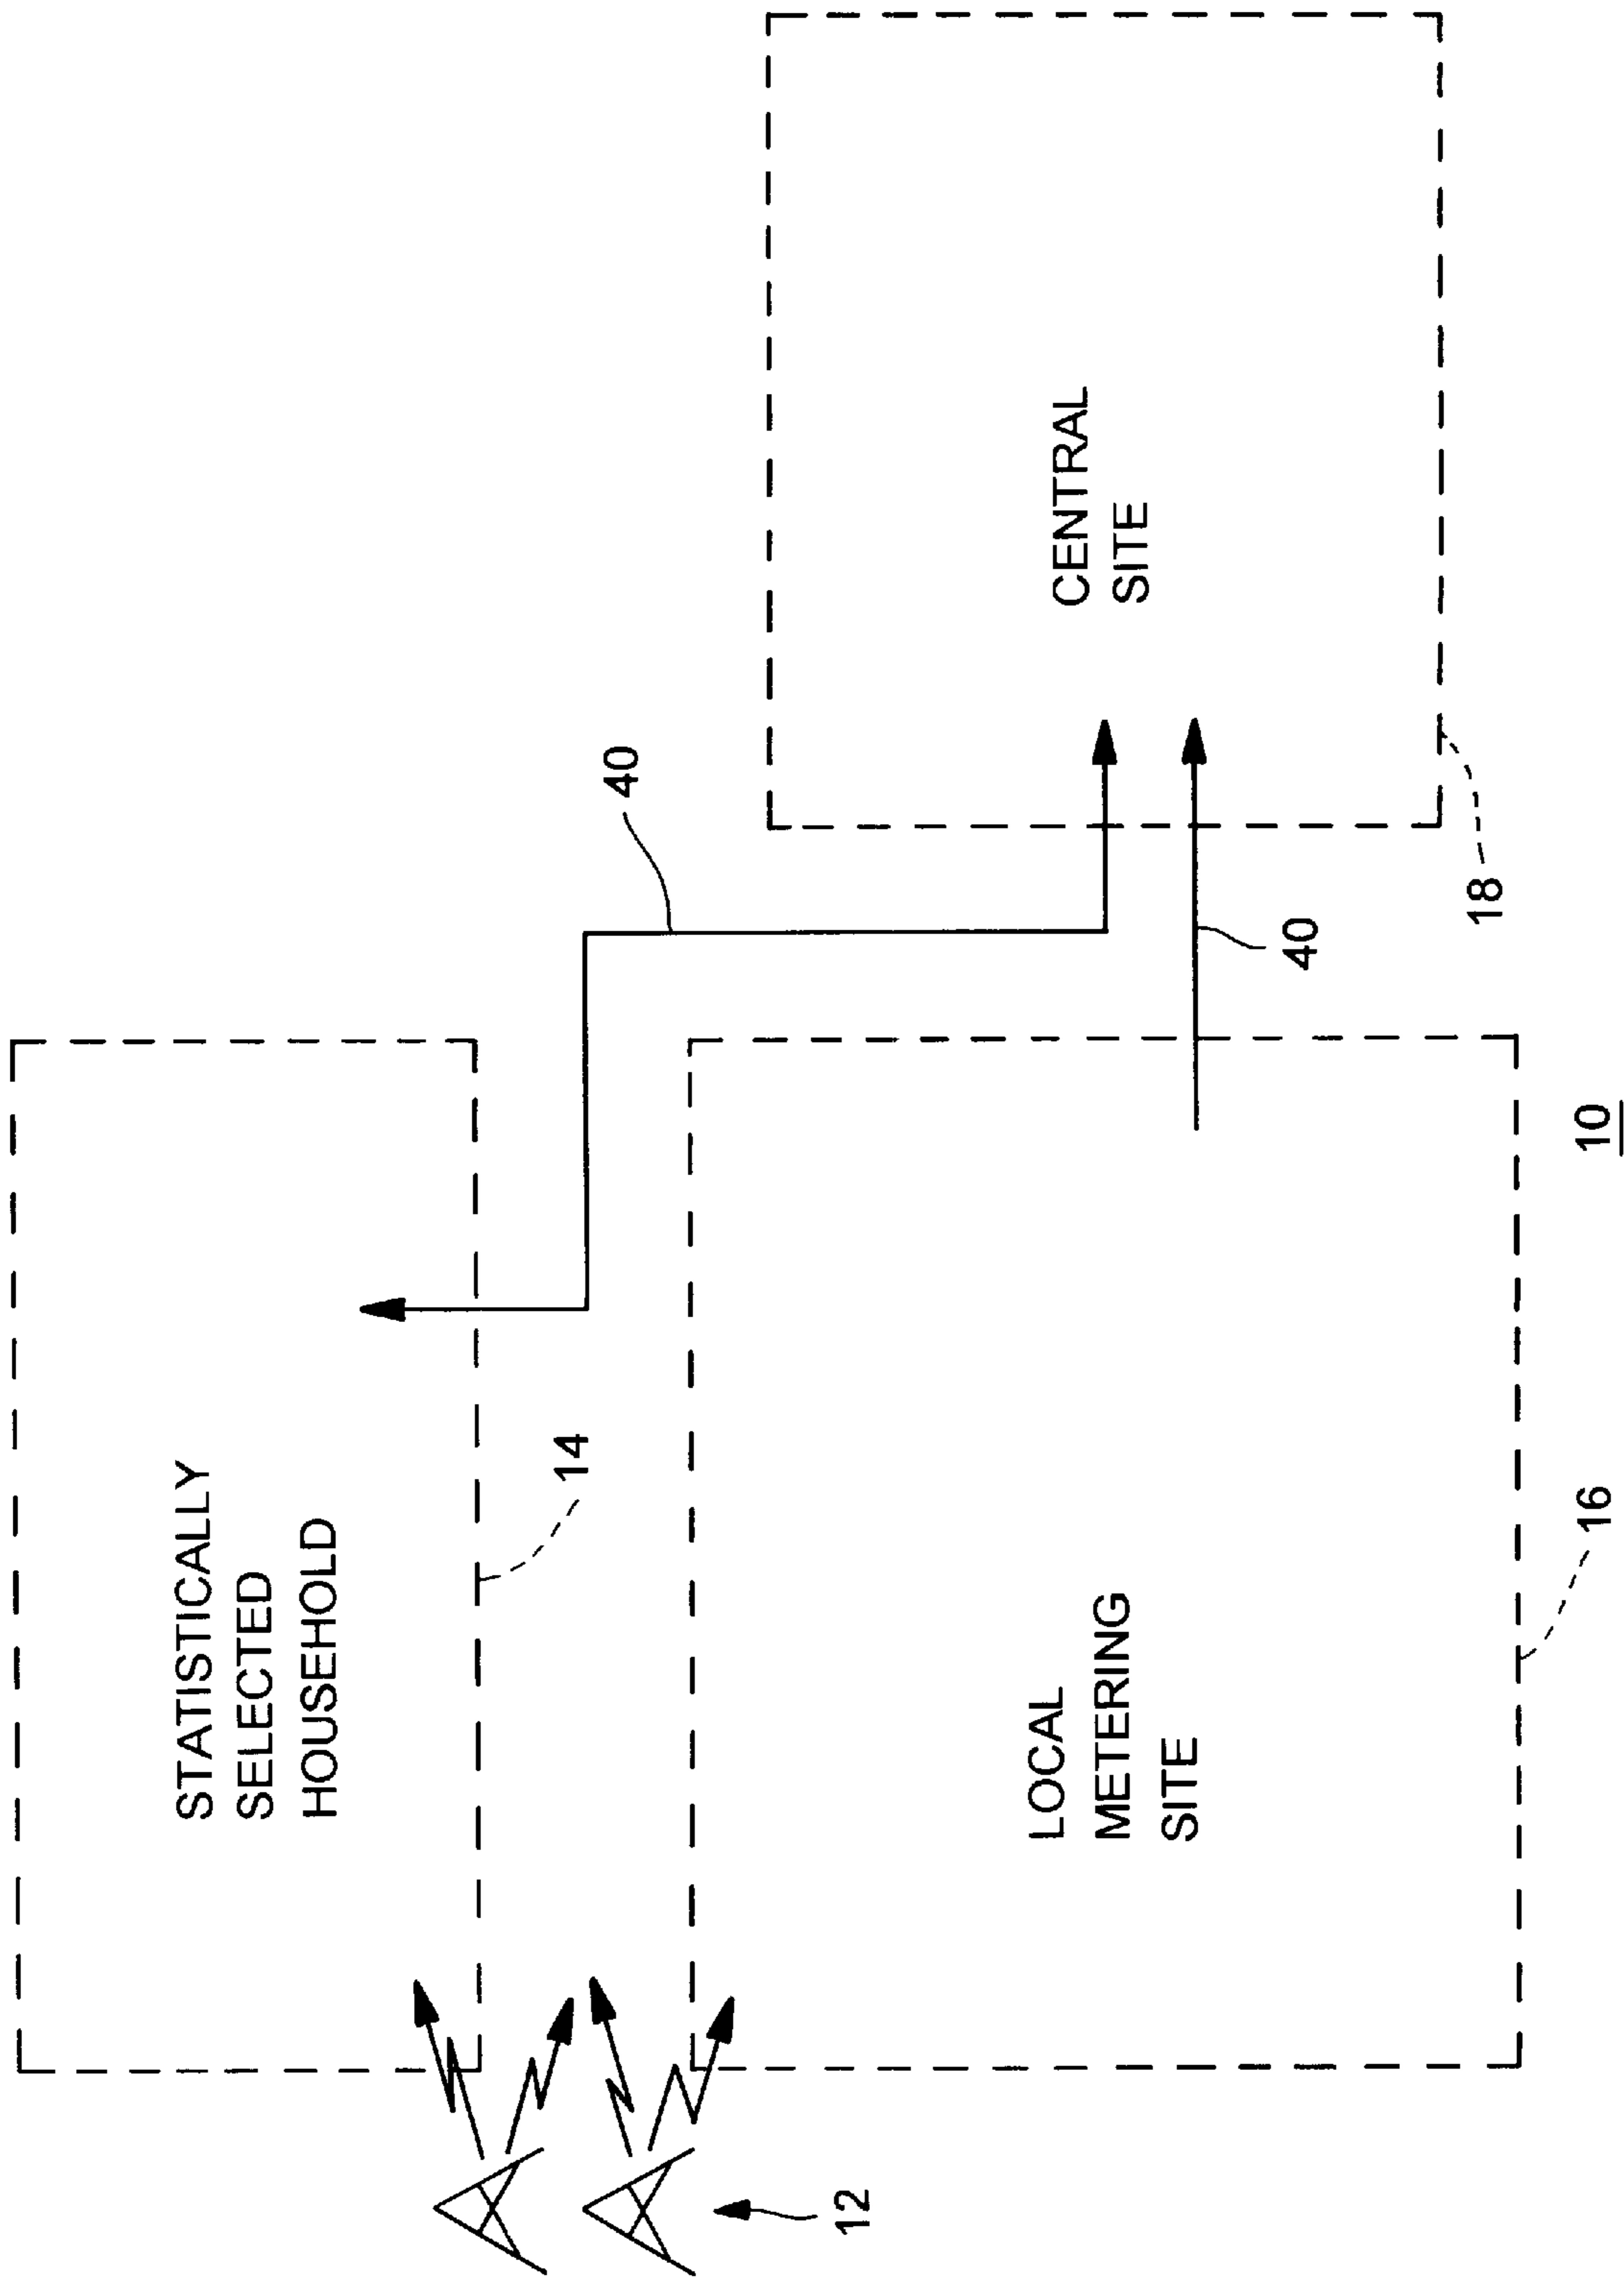 STATISTICALLY
SELECTED
HOUSEHOLD
14
40
12
LOCAL
METERING
SITE
CENTRAL
SITE
40
18
16
10